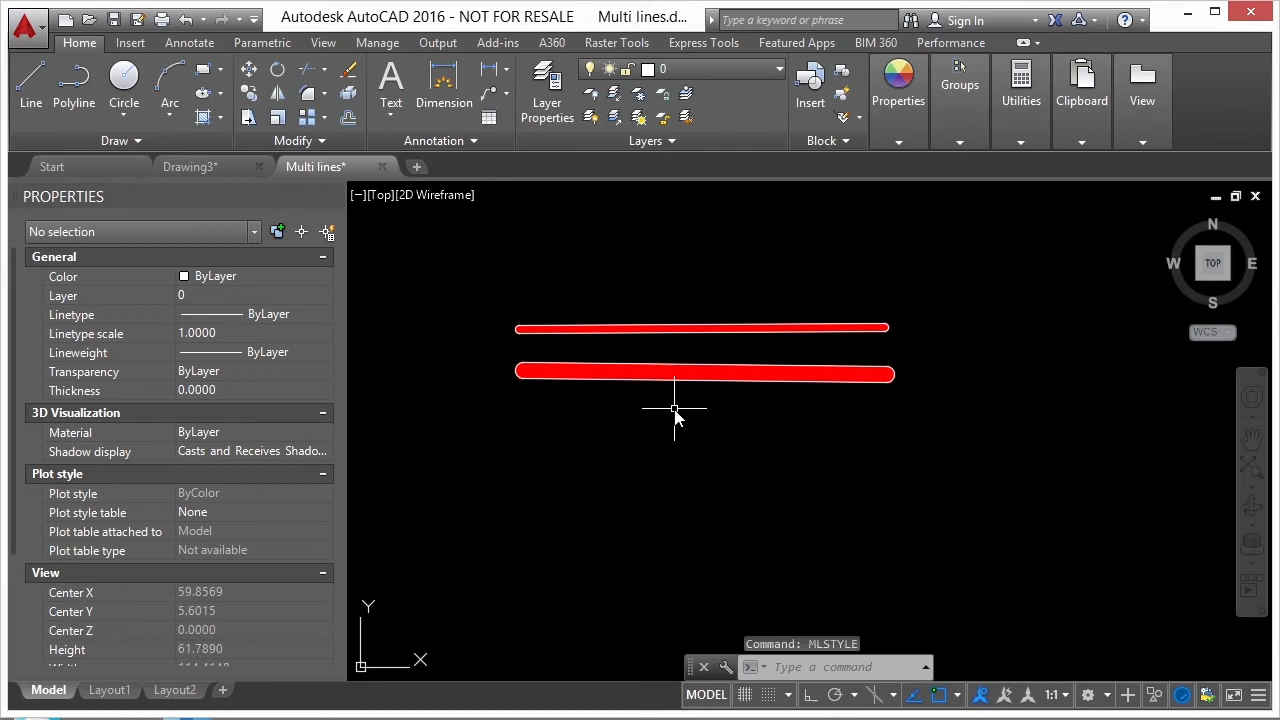 Autodesk AutoCAD 2016 - NOT FOR RESALE Multi lines.d... Type a keyword or phrase Sign In
Home Insert Annotate Parametric View Manage Output Add-ins A360 Raster Tools Express Tools Featured Apps BIM 360 Performance
0
Line Polyline Circle Arc Text Dimension Layer Properties Insert Properties Groups Utilities Clipboard View
Draw Modify Annotation Layers Block
Start Drawing3* Multi lines*
PROPERTIES
[−][Top][2D Wireframe]
No selection
General
Color ByLayer
Layer 0
Linetype ByLayer
Linetype scale 1.0000
Lineweight ByLayer
Transparency ByLayer
Thickness 0.0000
3D Visualization
Material ByLayer
Shadow display Casts and Receives Shado...
Plot style
Plot style ByColor
Plot style table None
Plot table attached to Model
Plot table type Not available
View
Center X 59.8569
Center Y 5.6015
Center Z 0.0000
Height 61.7890
N
W TOP E
S
WCS
Y
X
Command: MLSTYLE
Type a command
Model Layout1 Layout2
MODEL 1:1